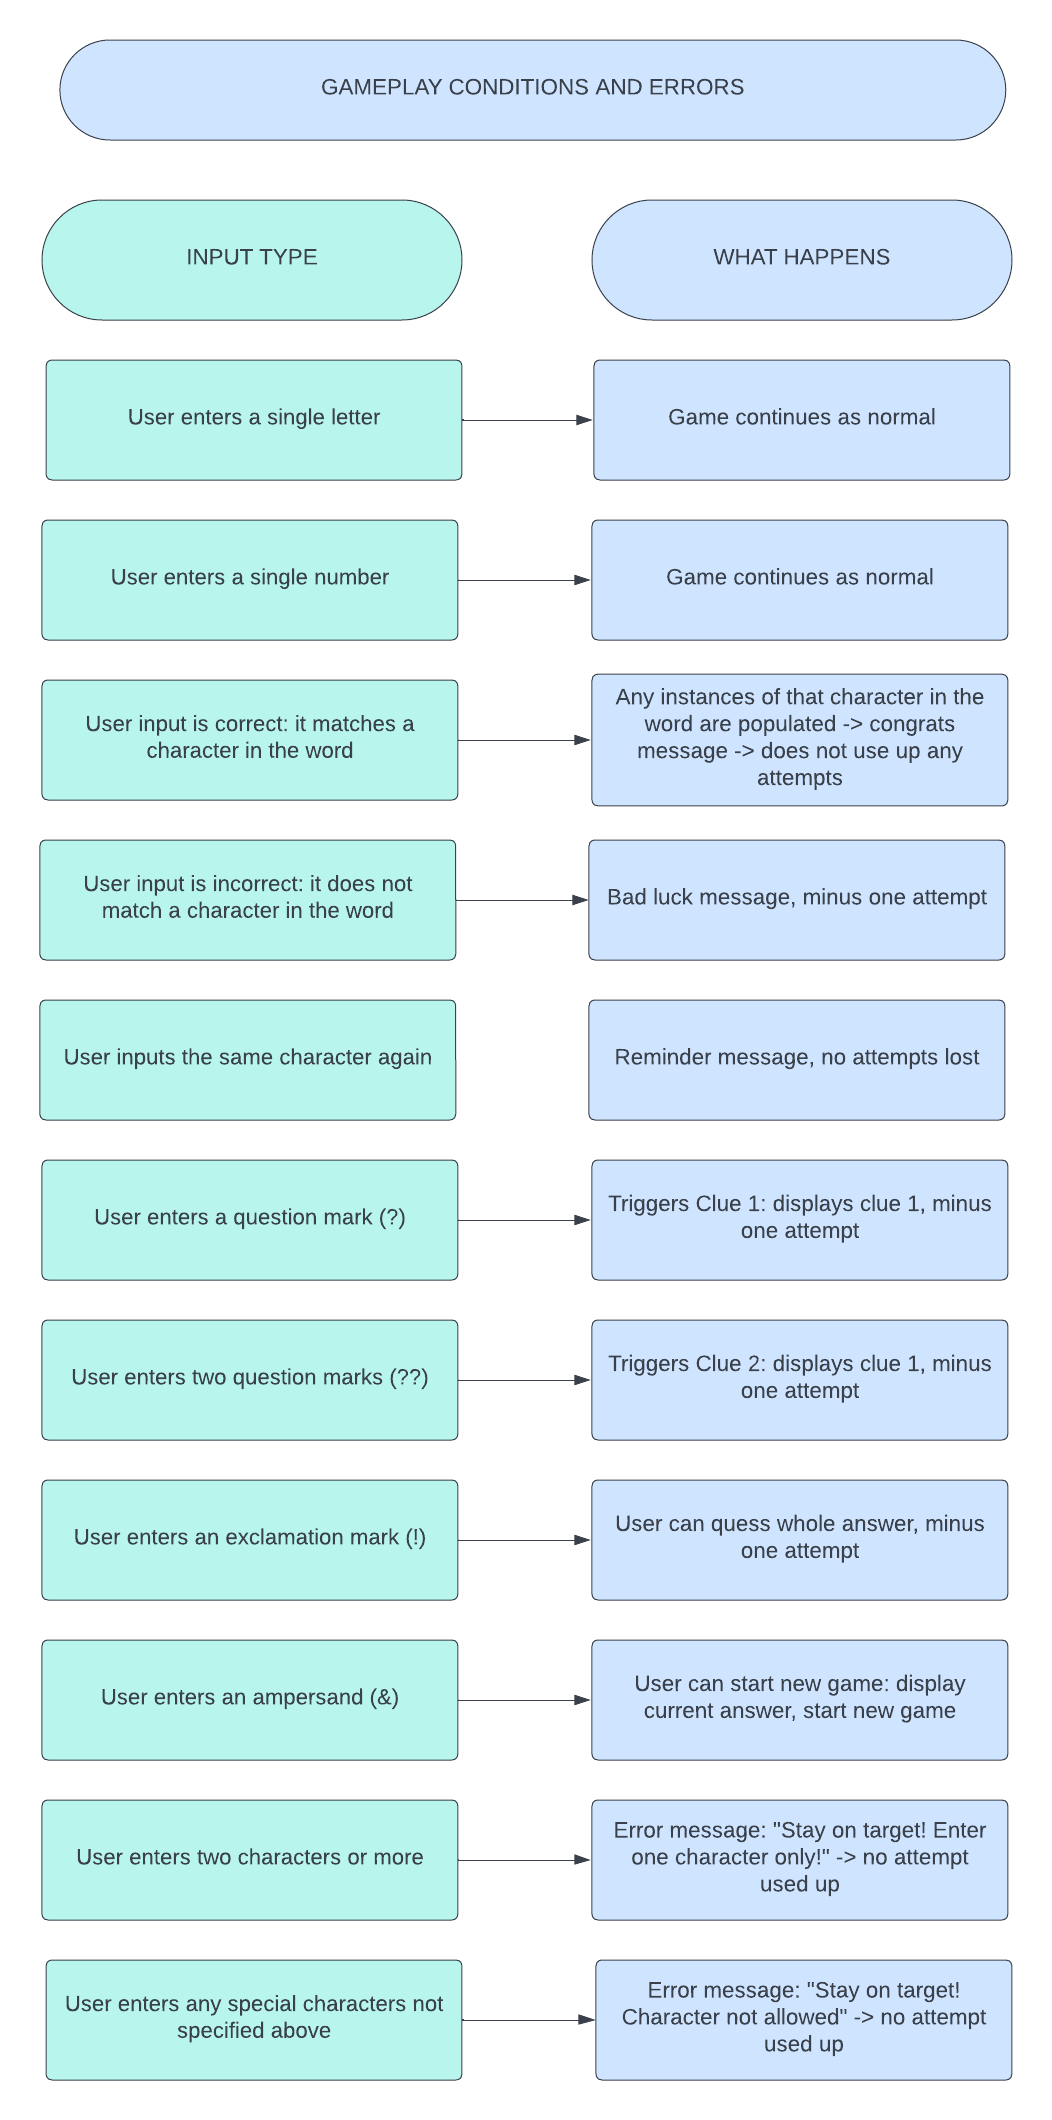 GAMEPLAY CONDITIONS AND ERRORS
INPUT TYPE
WHAT HAPPENS
User enters a single letter
Game continues as normal
User enters a single number
Game continues as normal
User input is correct: it matches a
character in the word
Any instances of that character in the
word are populated -> congrats
message -> does not use up any
attempts
User input is incorrect: it does not
match a character in the word
Bad luck message, minus one attempt
User inputs the same character again
Reminder message, no attempts lost
User enters a question mark (?)
Triggers Clue 1: displays clue 1, minus
one attempt
User enters two question marks (??)
Triggers Clue 2: displays clue 1, minus
one attempt
User enters an exclamation mark (!)
User can quess whole answer, minus
one attempt
User enters an ampersand (&)
User can start new game: display
current answer, start new game
User enters two characters or more
Error message: "Stay on target! Enter
one character only!" -> no attempt
used up
User enters any special characters not
specified above
Error message: "Stay on target!
Character not allowed" -> no attempt
used up